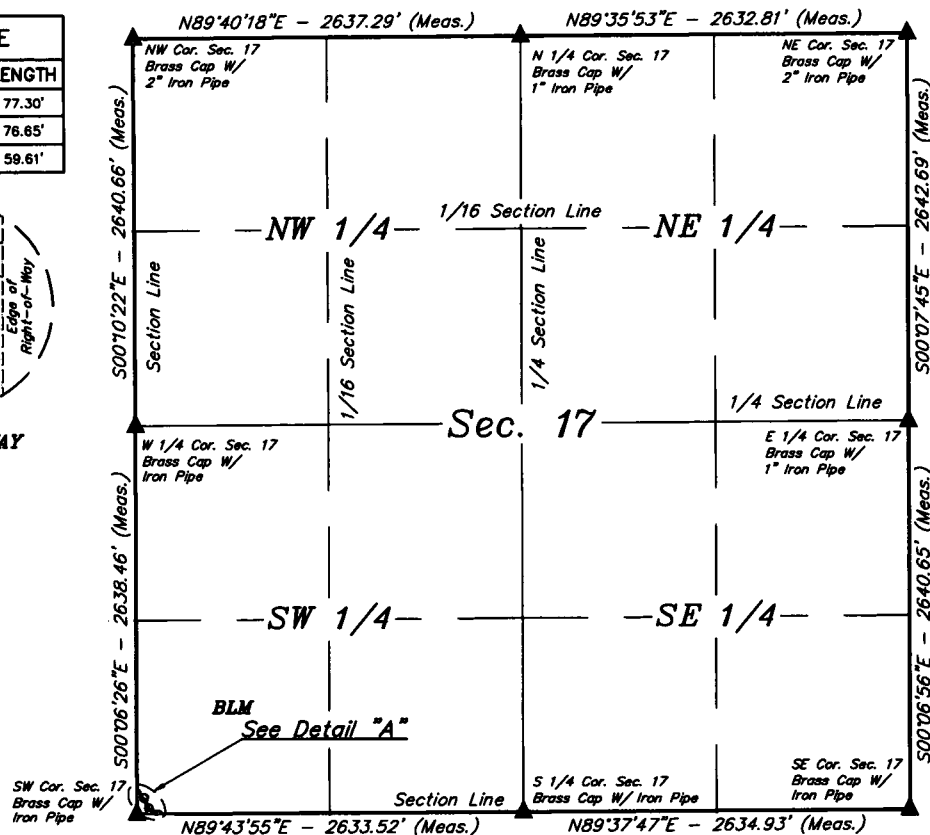 N89°40'18"E - 2637.29' (Meas.)
N89°35'53"E - 2632.81' (Meas.)
E
ENGTH
77.30'
76.65'
59.61'
NW Cor. Sec. 17
Brass Cap W/
2" Iron Pipe
N 1/4 Cor. Sec. 17
Brass Cap W/
1" Iron Pipe
NE Cor. Sec. 17
Brass Cap W/
2" Iron Pipe
S00°10'22"E - 2640.66' (Meas.)
Section Line
NW 1/4
1/16 Section Line
NE 1/4
1/16 Section Line
1/4 Section Line
S00°07'45"E - 2642.69' (Meas.)
Edge of
Right-of-Way
AY
Sec. 17
1/4 Section Line
W 1/4 Cor. Sec. 17
Brass Cap W/
Iron Pipe
E 1/4 Cor. Sec. 17
Brass Cap W/
1" Iron Pipe
S00°06'26"E - 2638.46' (Meas.)
SW 1/4
SE 1/4
S00°06'56"E - 2640.65' (Meas.)
BLM
See Detail "A"
SW Cor. Sec. 17
Brass Cap W/
Iron Pipe
Section Line
S 1/4 Cor. Sec. 17
Brass Cap W/ Iron Pipe
SE Cor. Sec. 17
Brass Cap W/
Iron Pipe
N89°43'55"E - 2633.52' (Meas.)
N89°37'47"E - 2634.93' (Meas.)